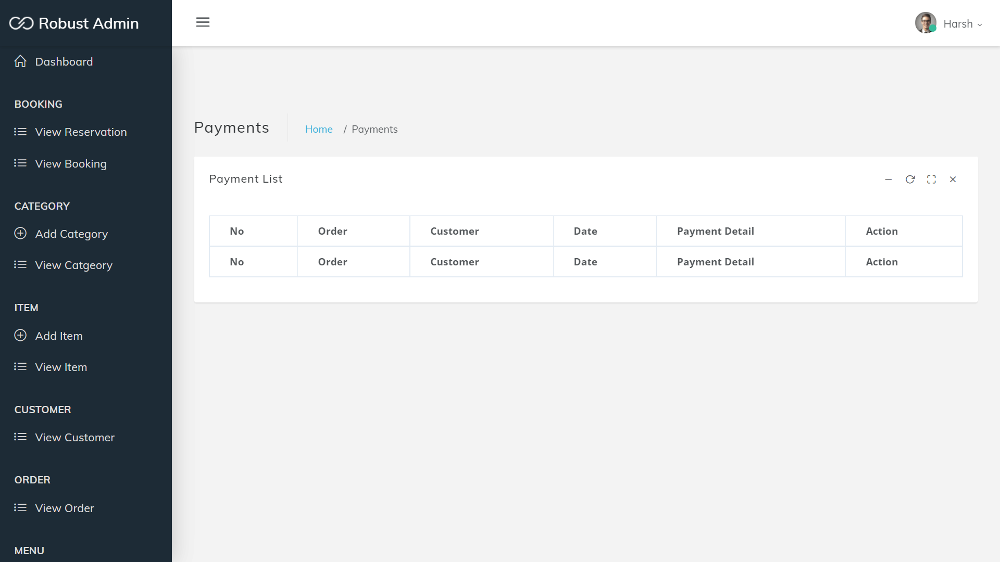 Robust Admin
Harsh
Dashboard
BOOKING
View Reservation
View Booking
CATEGORY
Add Category
View Catgeory
ITEM
Add Item
View Item
CUSTOMER
View Customer
ORDER
View Order
MENU
Payments
Home / Payments
Payment List
No Order Customer Date Payment Detail Action
No Order Customer Date Payment Detail Action